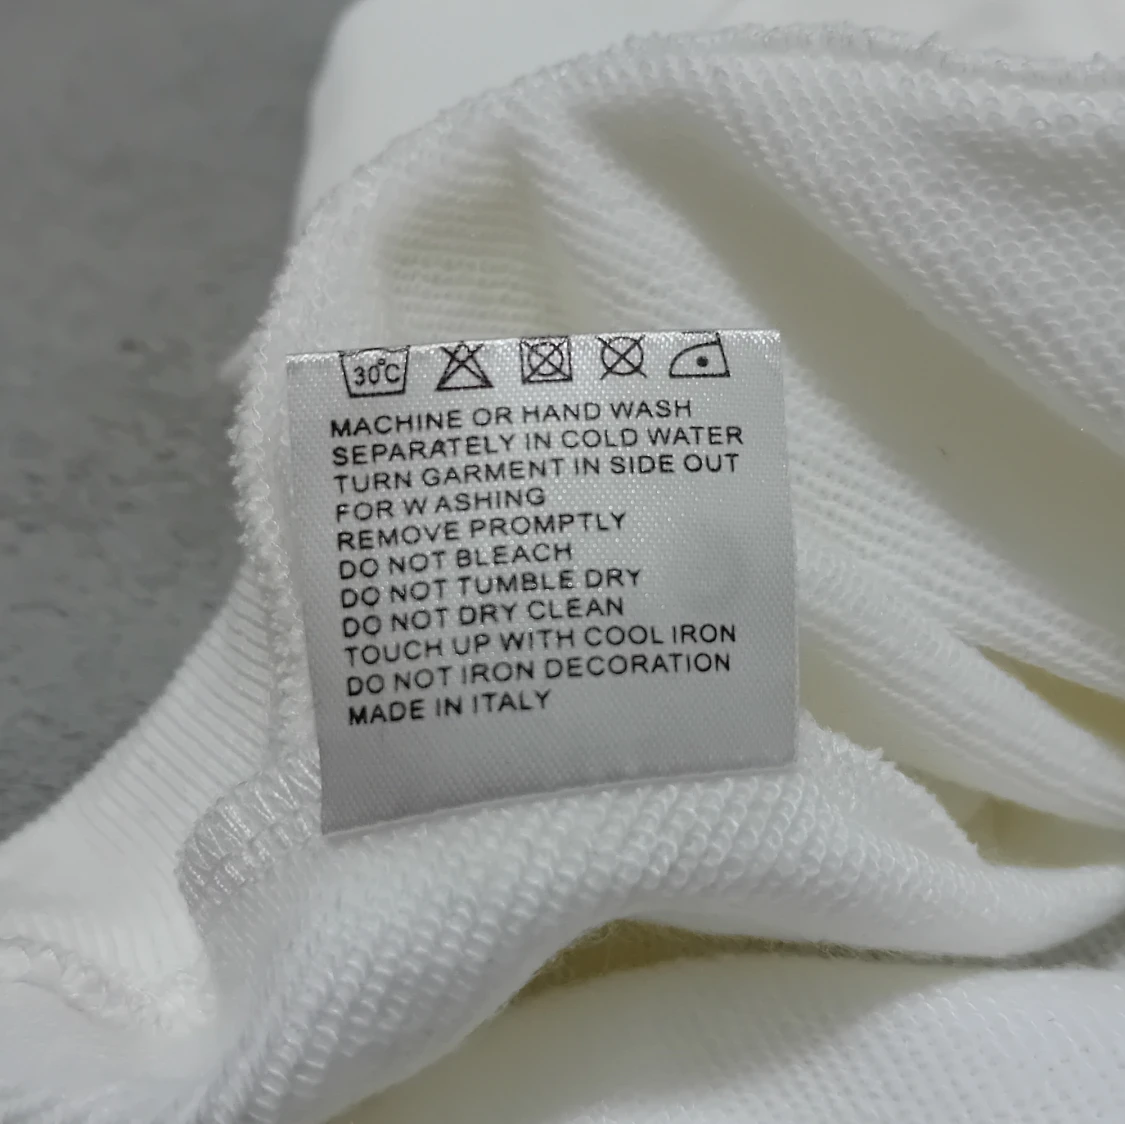 30°C
MACHINE OR HAND WASH
SEPARATELY IN COLD WATER
TURN GARMENT IN SIDE OUT
FOR W ASHING
REMOVE PROMPTLY
DO NOT BLEACH
DO NOT TUMBLE DRY
DO NOT DRY CLEAN
TOUCH UP WITH COOL IRON
DO NOT IRON DECORATION
MADE IN ITALY